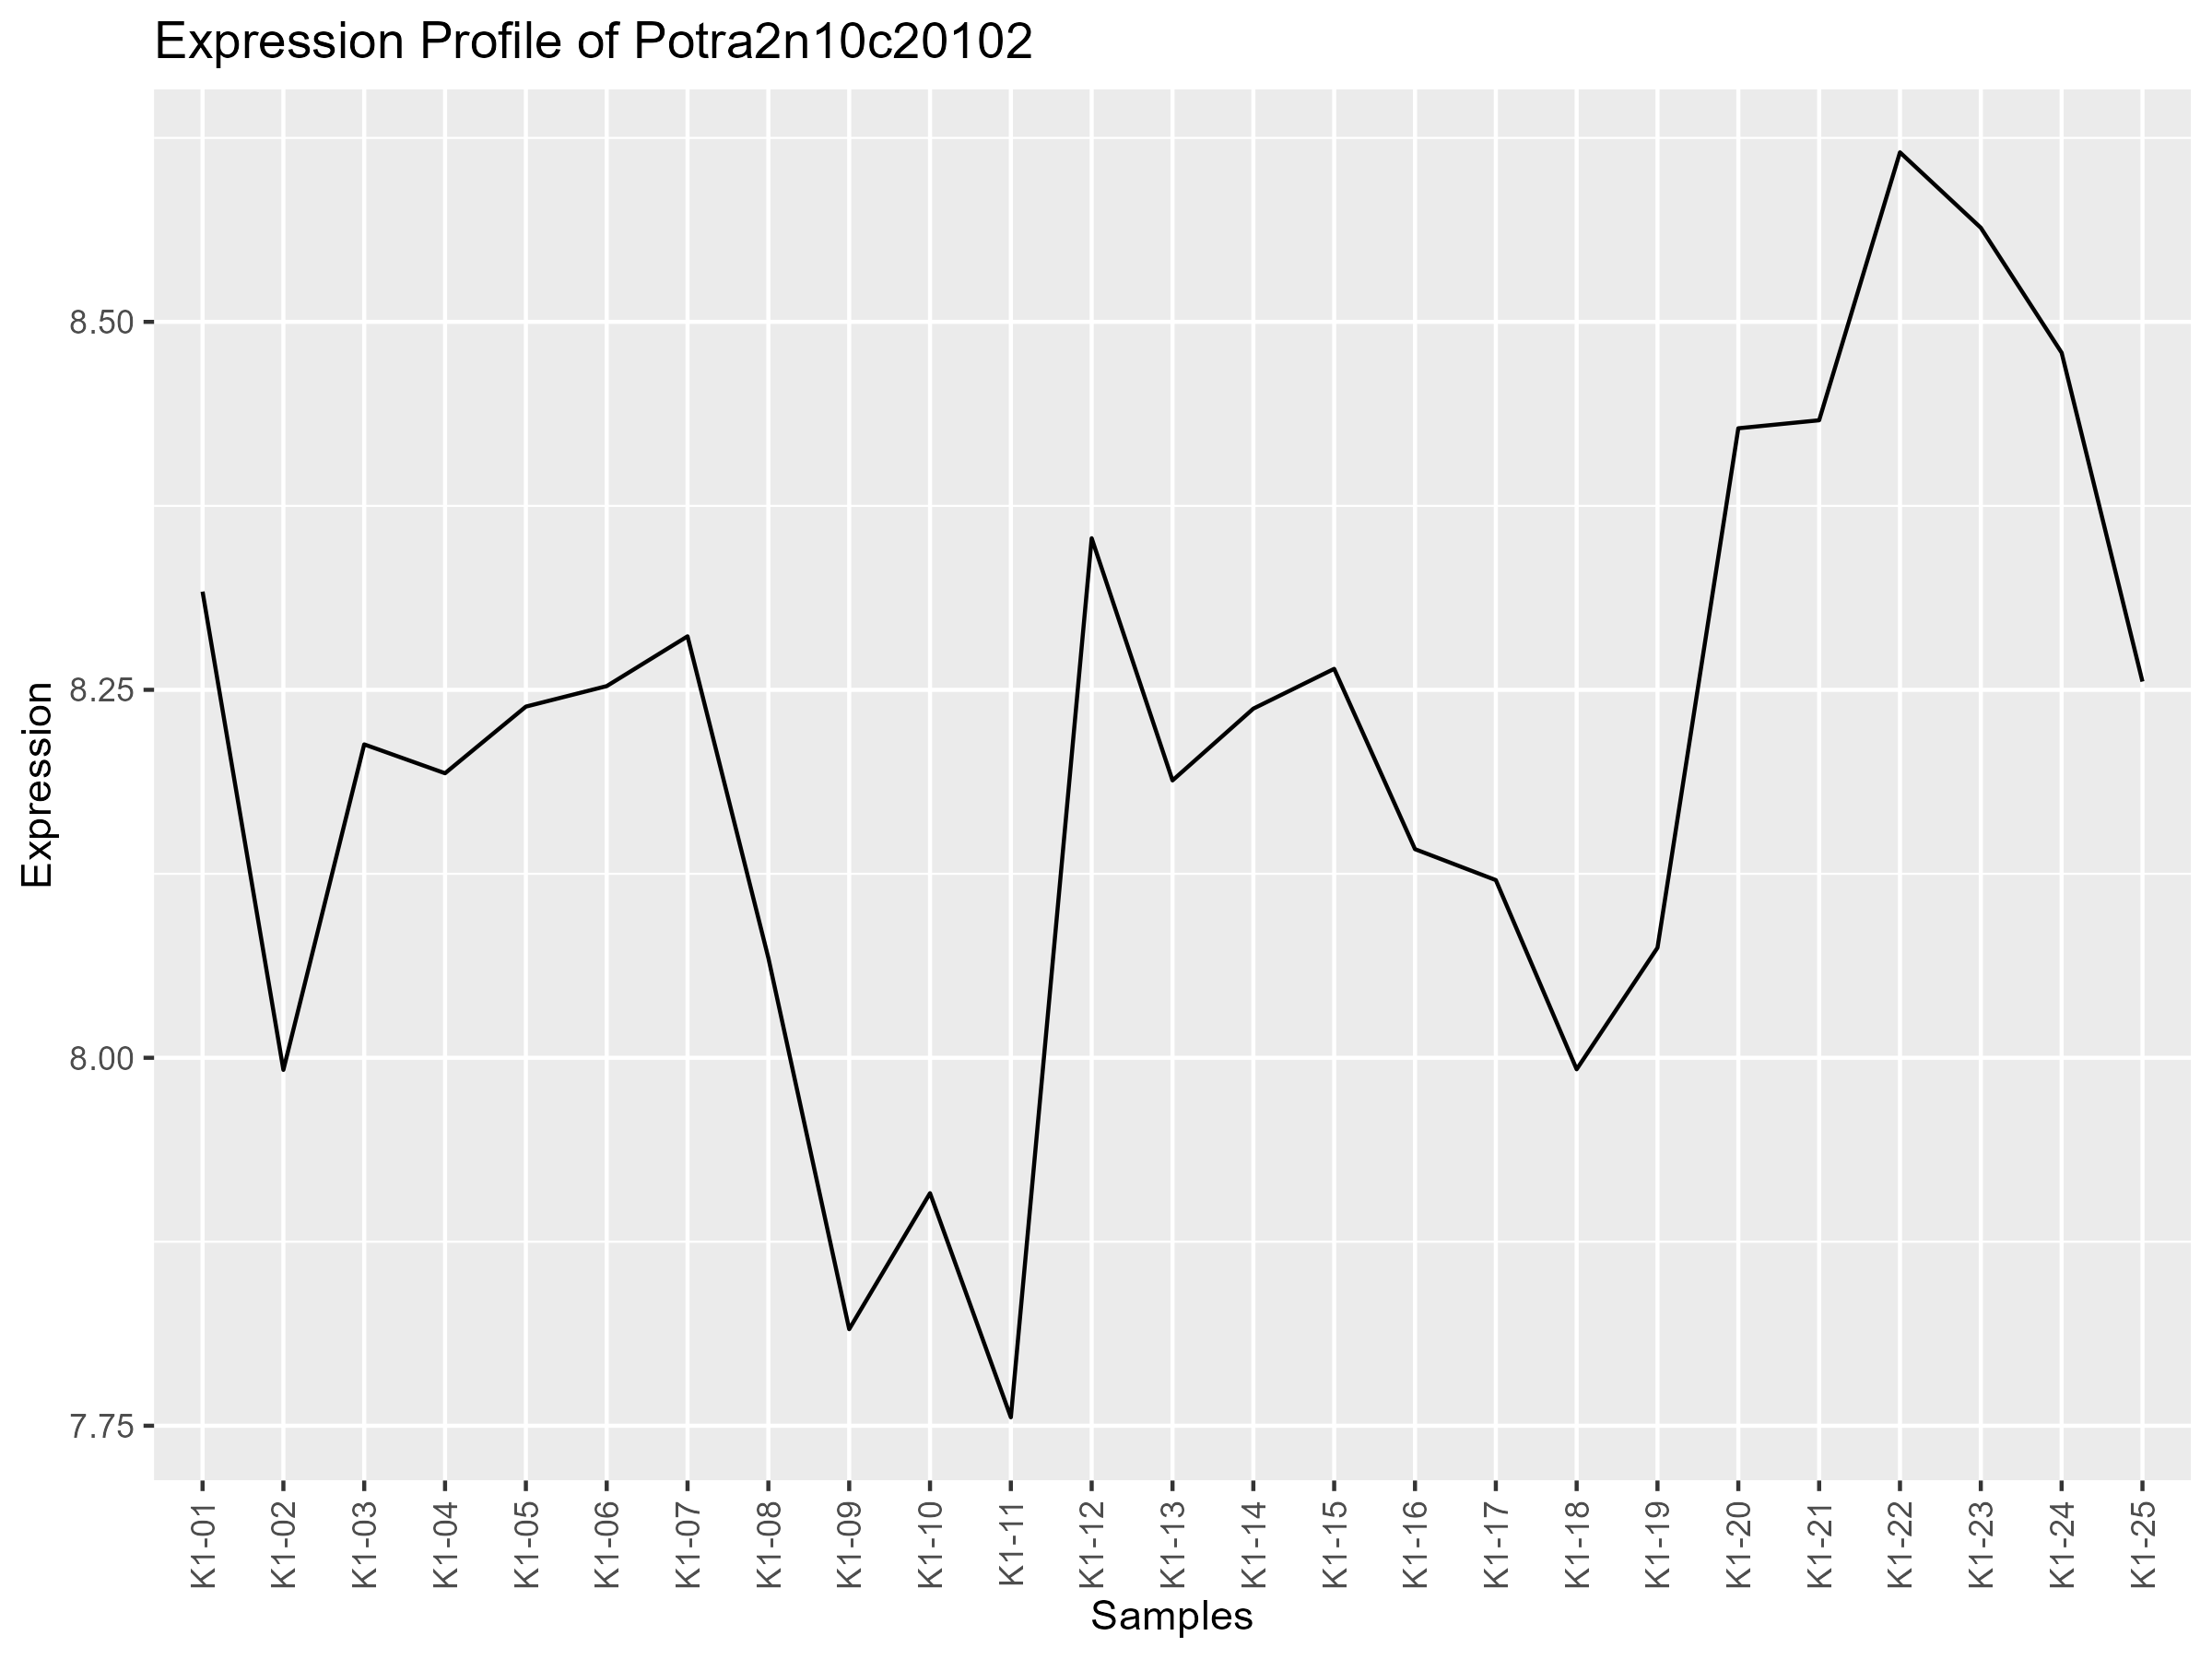 Expression Profile of Potra2n10c20102
Expression
8.50
8.25
8.00
7.75
K1-01
K1-02
K1-03
K1-04
K1-05
K1-06
K1-07
K1-08
K1-09
K1-10
K1-11
K1-12
K1-13
K1-14
K1-15
K1-16
K1-17
K1-18
K1-19
K1-20
K1-21
K1-22
K1-23
K1-24
K1-25
Samples